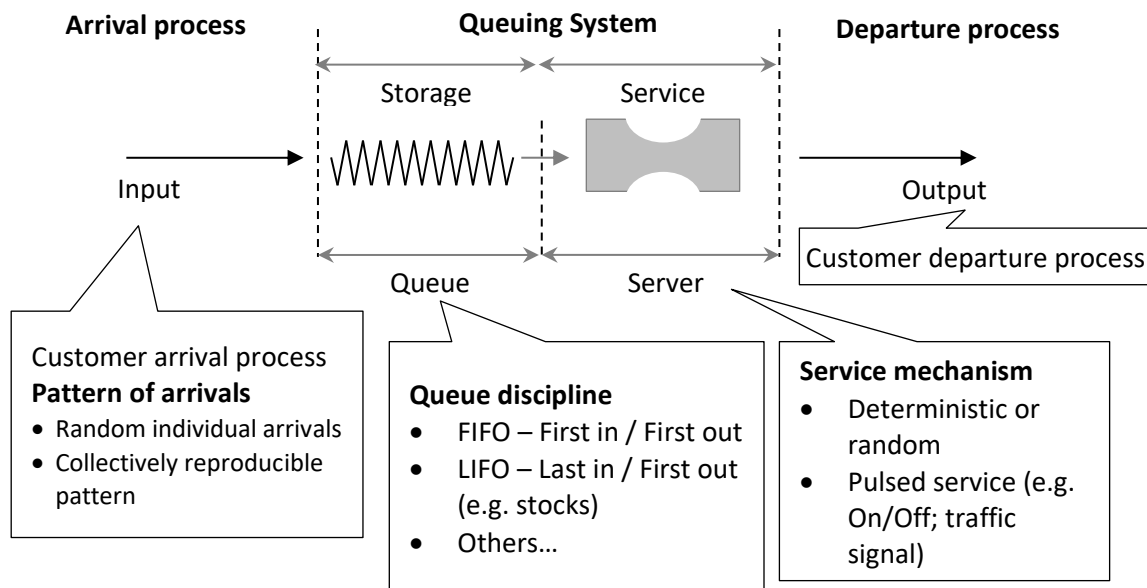 Arrival process
Queuing System
Departure process
Storage
Service
Input
Output
Queue
Server
Customer departure process
Customer arrival process
Pattern of arrivals
• Random individual arrivals
• Collectively reproducible
pattern
Queue discipline
• FIFO – First in / First out
• LIFO – Last in / First out
(e.g. stocks)
• Others…
Service mechanism
• Deterministic or
random
• Pulsed service (e.g.
On/Off; traffic
signal)